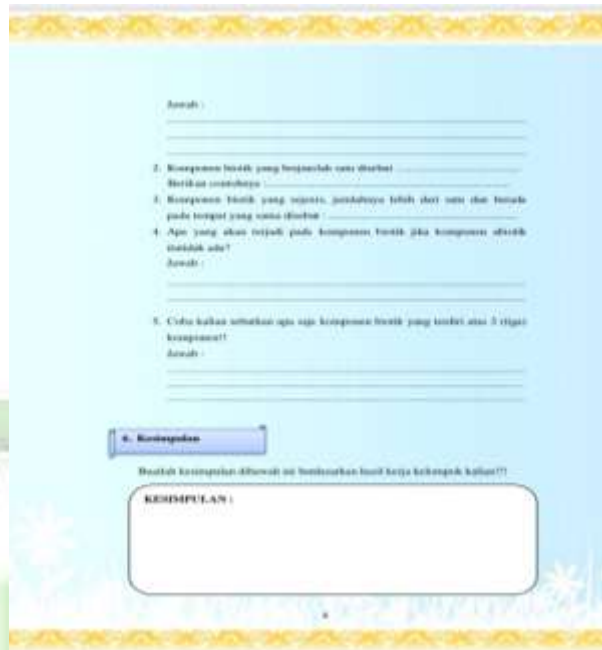 Jawab :
2. Komponen biotik yang berjumlah satu disebut
Berikan contohnya :
3. Komponen biotik yang sejenis, jumlahnya lebih dari satu dan berada
pada tempat yang sama disebut :
4. Apa yang akan terjadi pada komponen biotik jika komponen abiotik
tidak ada?
Jawab :
5. Coba kalian sebutkan apa saja komponen biotik yang terdiri atas 3 (tiga)
komponen!!
Jawab :
6. Kesimpulan
Buatlah kesimpulan dibawah ini berdasarkan hasil kerja kelompok kalian!!!
KESIMPULAN :